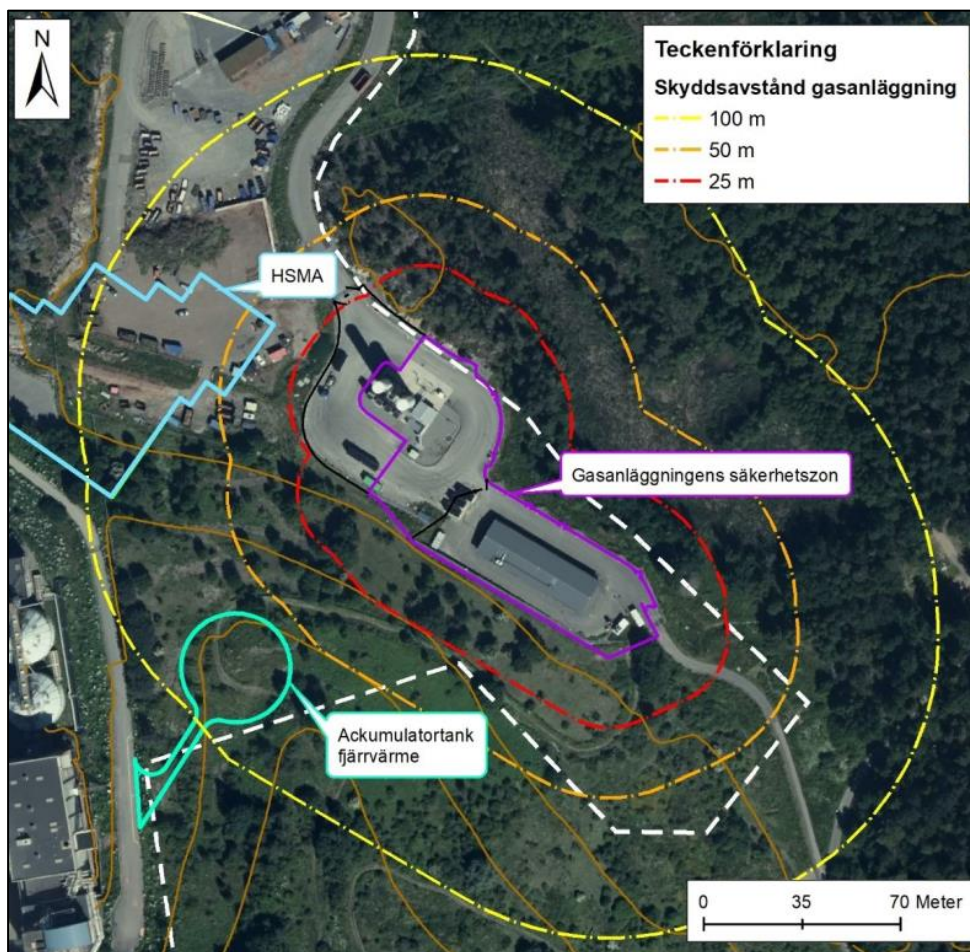 N
Teckenförklaring
Skyddsavstånd gasanläggning
100 m
50 m
25 m
HSMA
Gasanläggningens säkerhetszon
Ackumulatortank
fjärrvärme
0 35 70 Meter